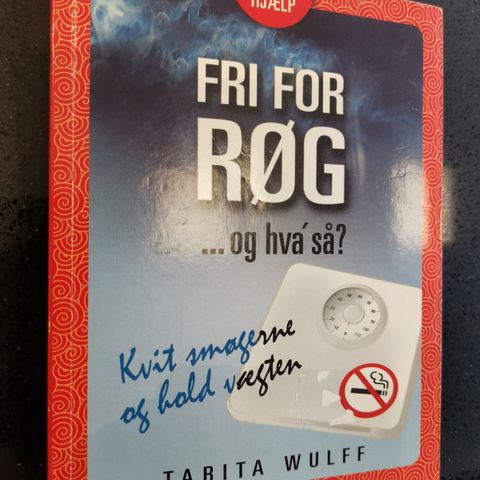 HJÆLP
FRI FOR
RØG
... og hva´ så?
Kvit smøgerne
og hold vægten
TARITA WULFF